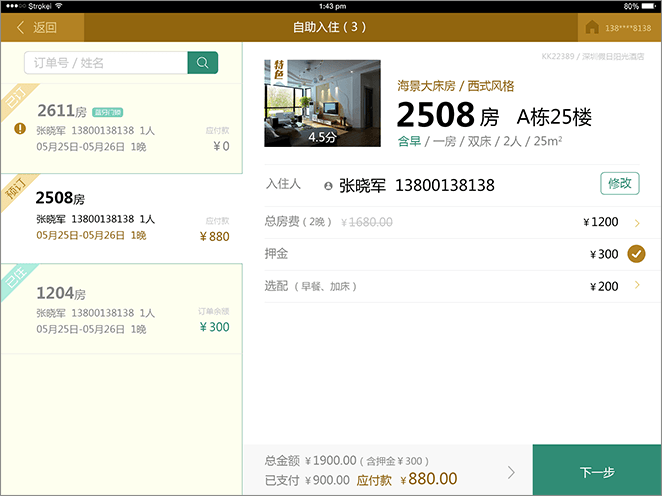 Strokei 1:43 pm 80%
返回 自助入住（3） 138****8138
订单号 / 姓名
已订
2611房 蓝牙门锁
张晓军 13800138138 1人 应付款
05月25日-05月26日 1晚 ¥0
预订
2508房
张晓军 13800138138 1人 应付款
05月25日-05月26日 1晚 ¥880
已住
1204房
张晓军 13800138138 1人 订单余额
05月25日-05月26日 1晚 ¥300
KK22389 / 深圳假日阳光酒店
特色
4.5分
海景大床房 / 西式风格
2508房 A栋25楼
含早 / 一房 / 双床 / 2人 / 25m²
入住人 张晓军 13800138138 修改
总房费（2晚） ¥1680.00 ¥1200
押金 ¥300
选配（早餐、加床） ¥200
总金额 ¥1900.00（含押金¥300）
已支付 ¥900.00 应付款 ¥880.00
下一步